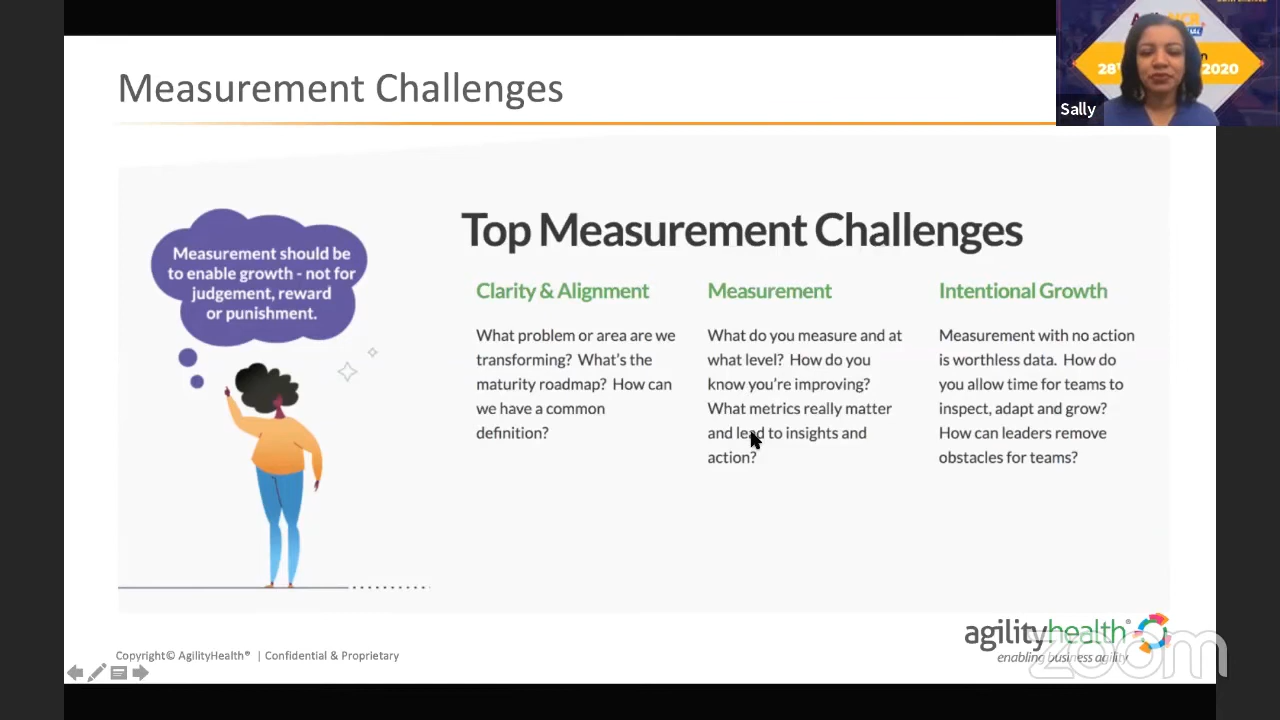 Measurement Challenges
Sally
28
2020
Measurement should be
to enable growth - not for
judgement, reward
or punishment.
Top Measurement Challenges
Clarity & Alignment
What problem or area are we
transforming? What's the
maturity roadmap? How can
we have a common
definition?
Measurement
What do you measure and at
what level? How do you
know you're improving?
What metrics really matter
and lead to insights and
action?
Intentional Growth
Measurement with no action
is worthless data. How do
you allow time for teams to
inspect, adapt and grow?
How can leaders remove
obstacles for teams?
Copyright© AgilityHealth® | Confidential & Proprietary
agilityhealth®
enabling business agility
zoom